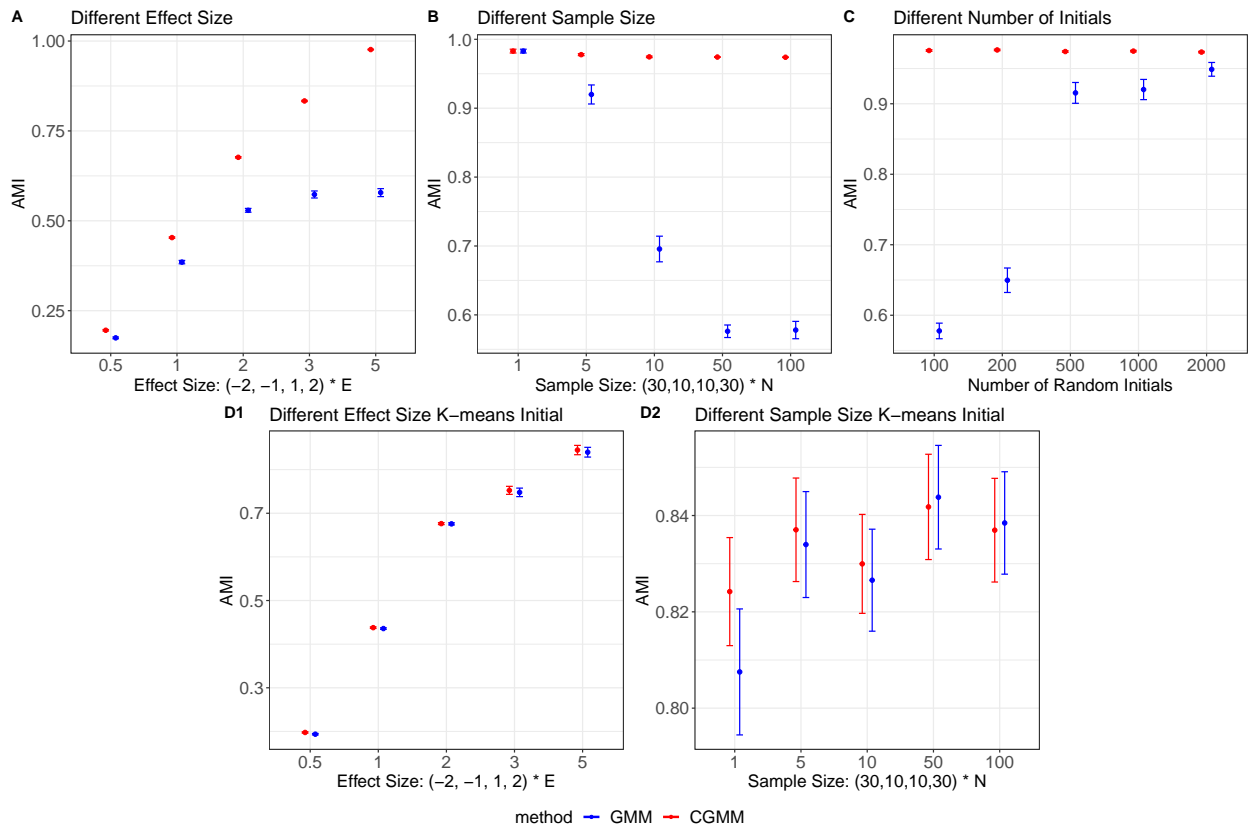 A Different Effect Size
AMI
1.00
0.75
0.50
0.25
0.5 1 2 3 5
Effect Size: (−2, −1, 1, 2) * E
B Different Sample Size
AMI
1.0
0.9
0.8
0.7
0.6
1 5 10 50 100
Sample Size: (30,10,10,30) * N
C Different Number of Initials
AMI
0.9
0.8
0.7
0.6
100 200 500 1000 2000
Number of Random Initials
D1 Different Effect Size K−means Initial
AMI
0.7
0.5
0.3
0.5 1 2 3 5
Effect Size: (−2, −1, 1, 2) * E
D2 Different Sample Size K−means Initial
AMI
0.84
0.82
0.80
1 5 10 50 100
Sample Size: (30,10,10,30) * N
method GMM CGMM